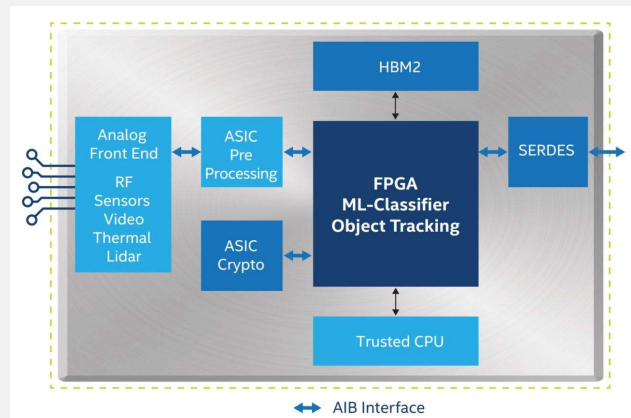 HBM2
Analog
Front End
RF
Sensors
Video
Thermal
Lidar
ASIC
Pre
Processing
ASIC
Crypto
FPGA
ML-Classifier
Object Tracking
SERDES
Trusted CPU
AIB Interface